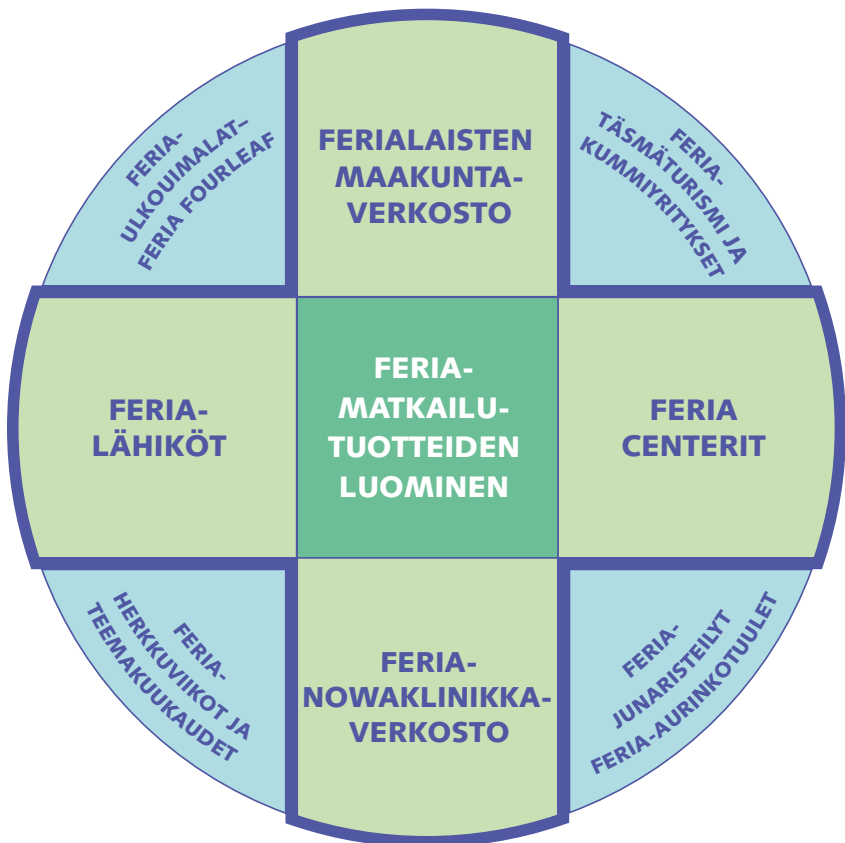 FERIA-
ULKOUIMALAT–
FERIA FOURLEAF
FERIALAISTEN
MAAKUNTA-
VERKOSTO
FERIA-
TÄSMÄTURISMI JA
KUMMIYRITYKSET
FERIA-
LÄHIKÖT
FERIA-
MATKAILU-
TUOTTEIDEN
LUOMINEN
FERIA
CENTERIT
FERIA-
HERKKUVIIKOT JA
TEEMAKUUKAUDET
FERIA-
NOWAKLINIKKA-
VERKOSTO
FERIA-
JUNARISTEILYT
FERIA-AURINKOTUULET